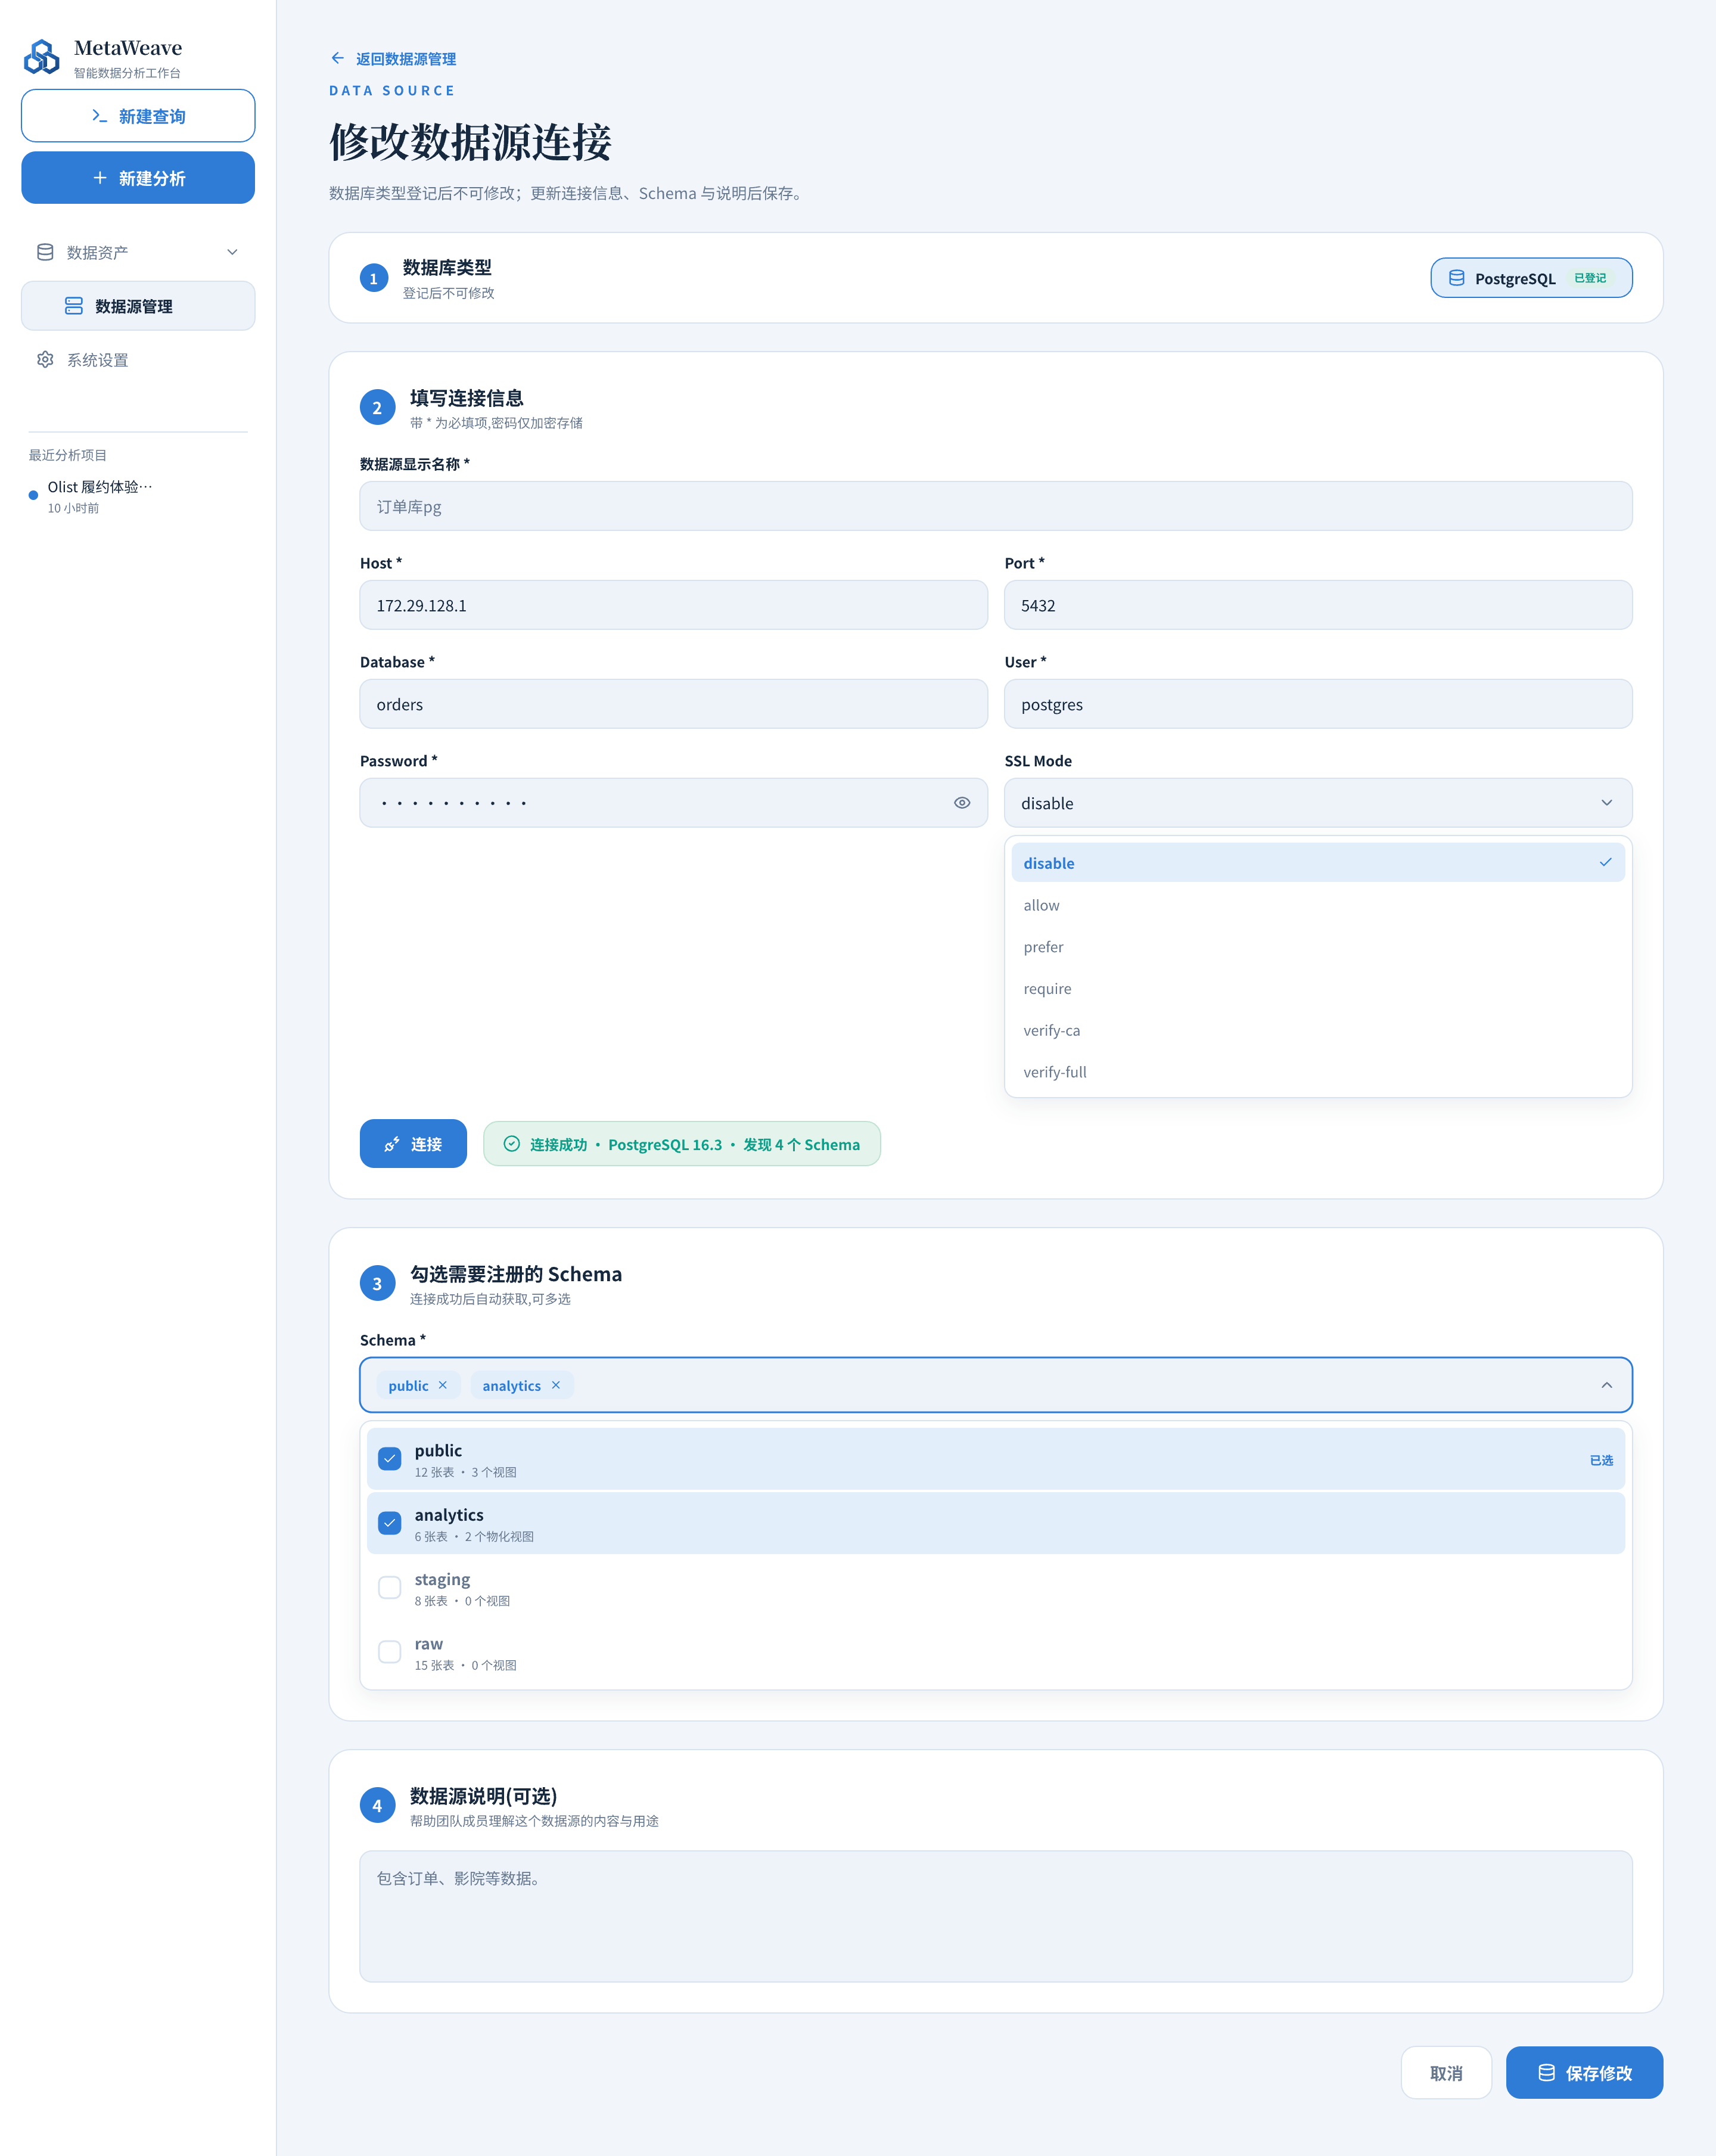 MetaWeave
智能数据分析工作台
新建查询
新建分析
数据资产
数据源管理
系统设置
最近分析项目
Olist 履约体验…
10 小时前
返回数据源管理
DATA SOURCE
修改数据源连接
数据库类型登记后不可修改；更新连接信息、Schema 与说明后保存。
1 数据库类型
登记后不可修改
PostgreSQL 已登记
2 填写连接信息
带 * 为必填项,密码仅加密存储
数据源显示名称 *
订单库pg
Host *
172.29.128.1
Port *
5432
Database *
orders
User *
postgres
Password *
• • • • • • • • • •
SSL Mode
disable
disable
allow
prefer
require
verify-ca
verify-full
连接
连接成功 • PostgreSQL 16.3 • 发现 4 个 Schema
3 勾选需要注册的 Schema
连接成功后自动获取,可多选
Schema *
public × analytics ×
public
12 张表 • 3 个视图
已选
analytics
6 张表 • 2 个物化视图
staging
8 张表 • 0 个视图
raw
15 张表 • 0 个视图
4 数据源说明(可选)
帮助团队成员理解这个数据源的内容与用途
包含订单、影院等数据。
取消
保存修改